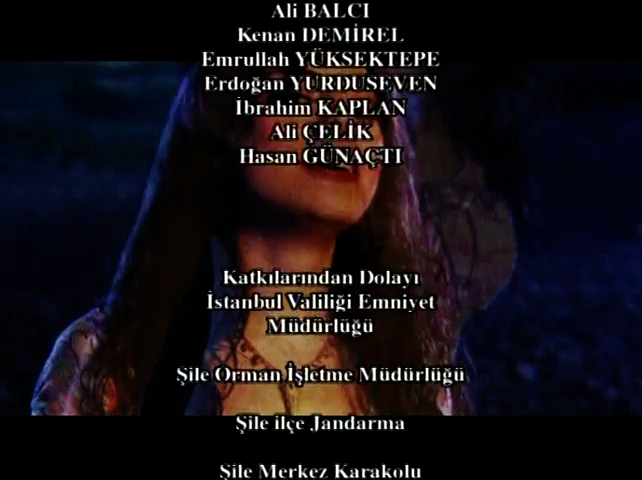 Ali BALCI
Kenan DEMİREL
Emrullah YÜKSEKTEPE
Erdoğan YURDUSEVEN
İbrahim KAPLAN
Ali ÇELİK
Hasan GÜNAÇTI
Katkılarından Dolayı
İstanbul Valiliği Emniyet
Müdürlüğü
Şile Orman İşletme Müdürlüğü
Şile ilçe Jandarma
Şile Merkez Karakolu